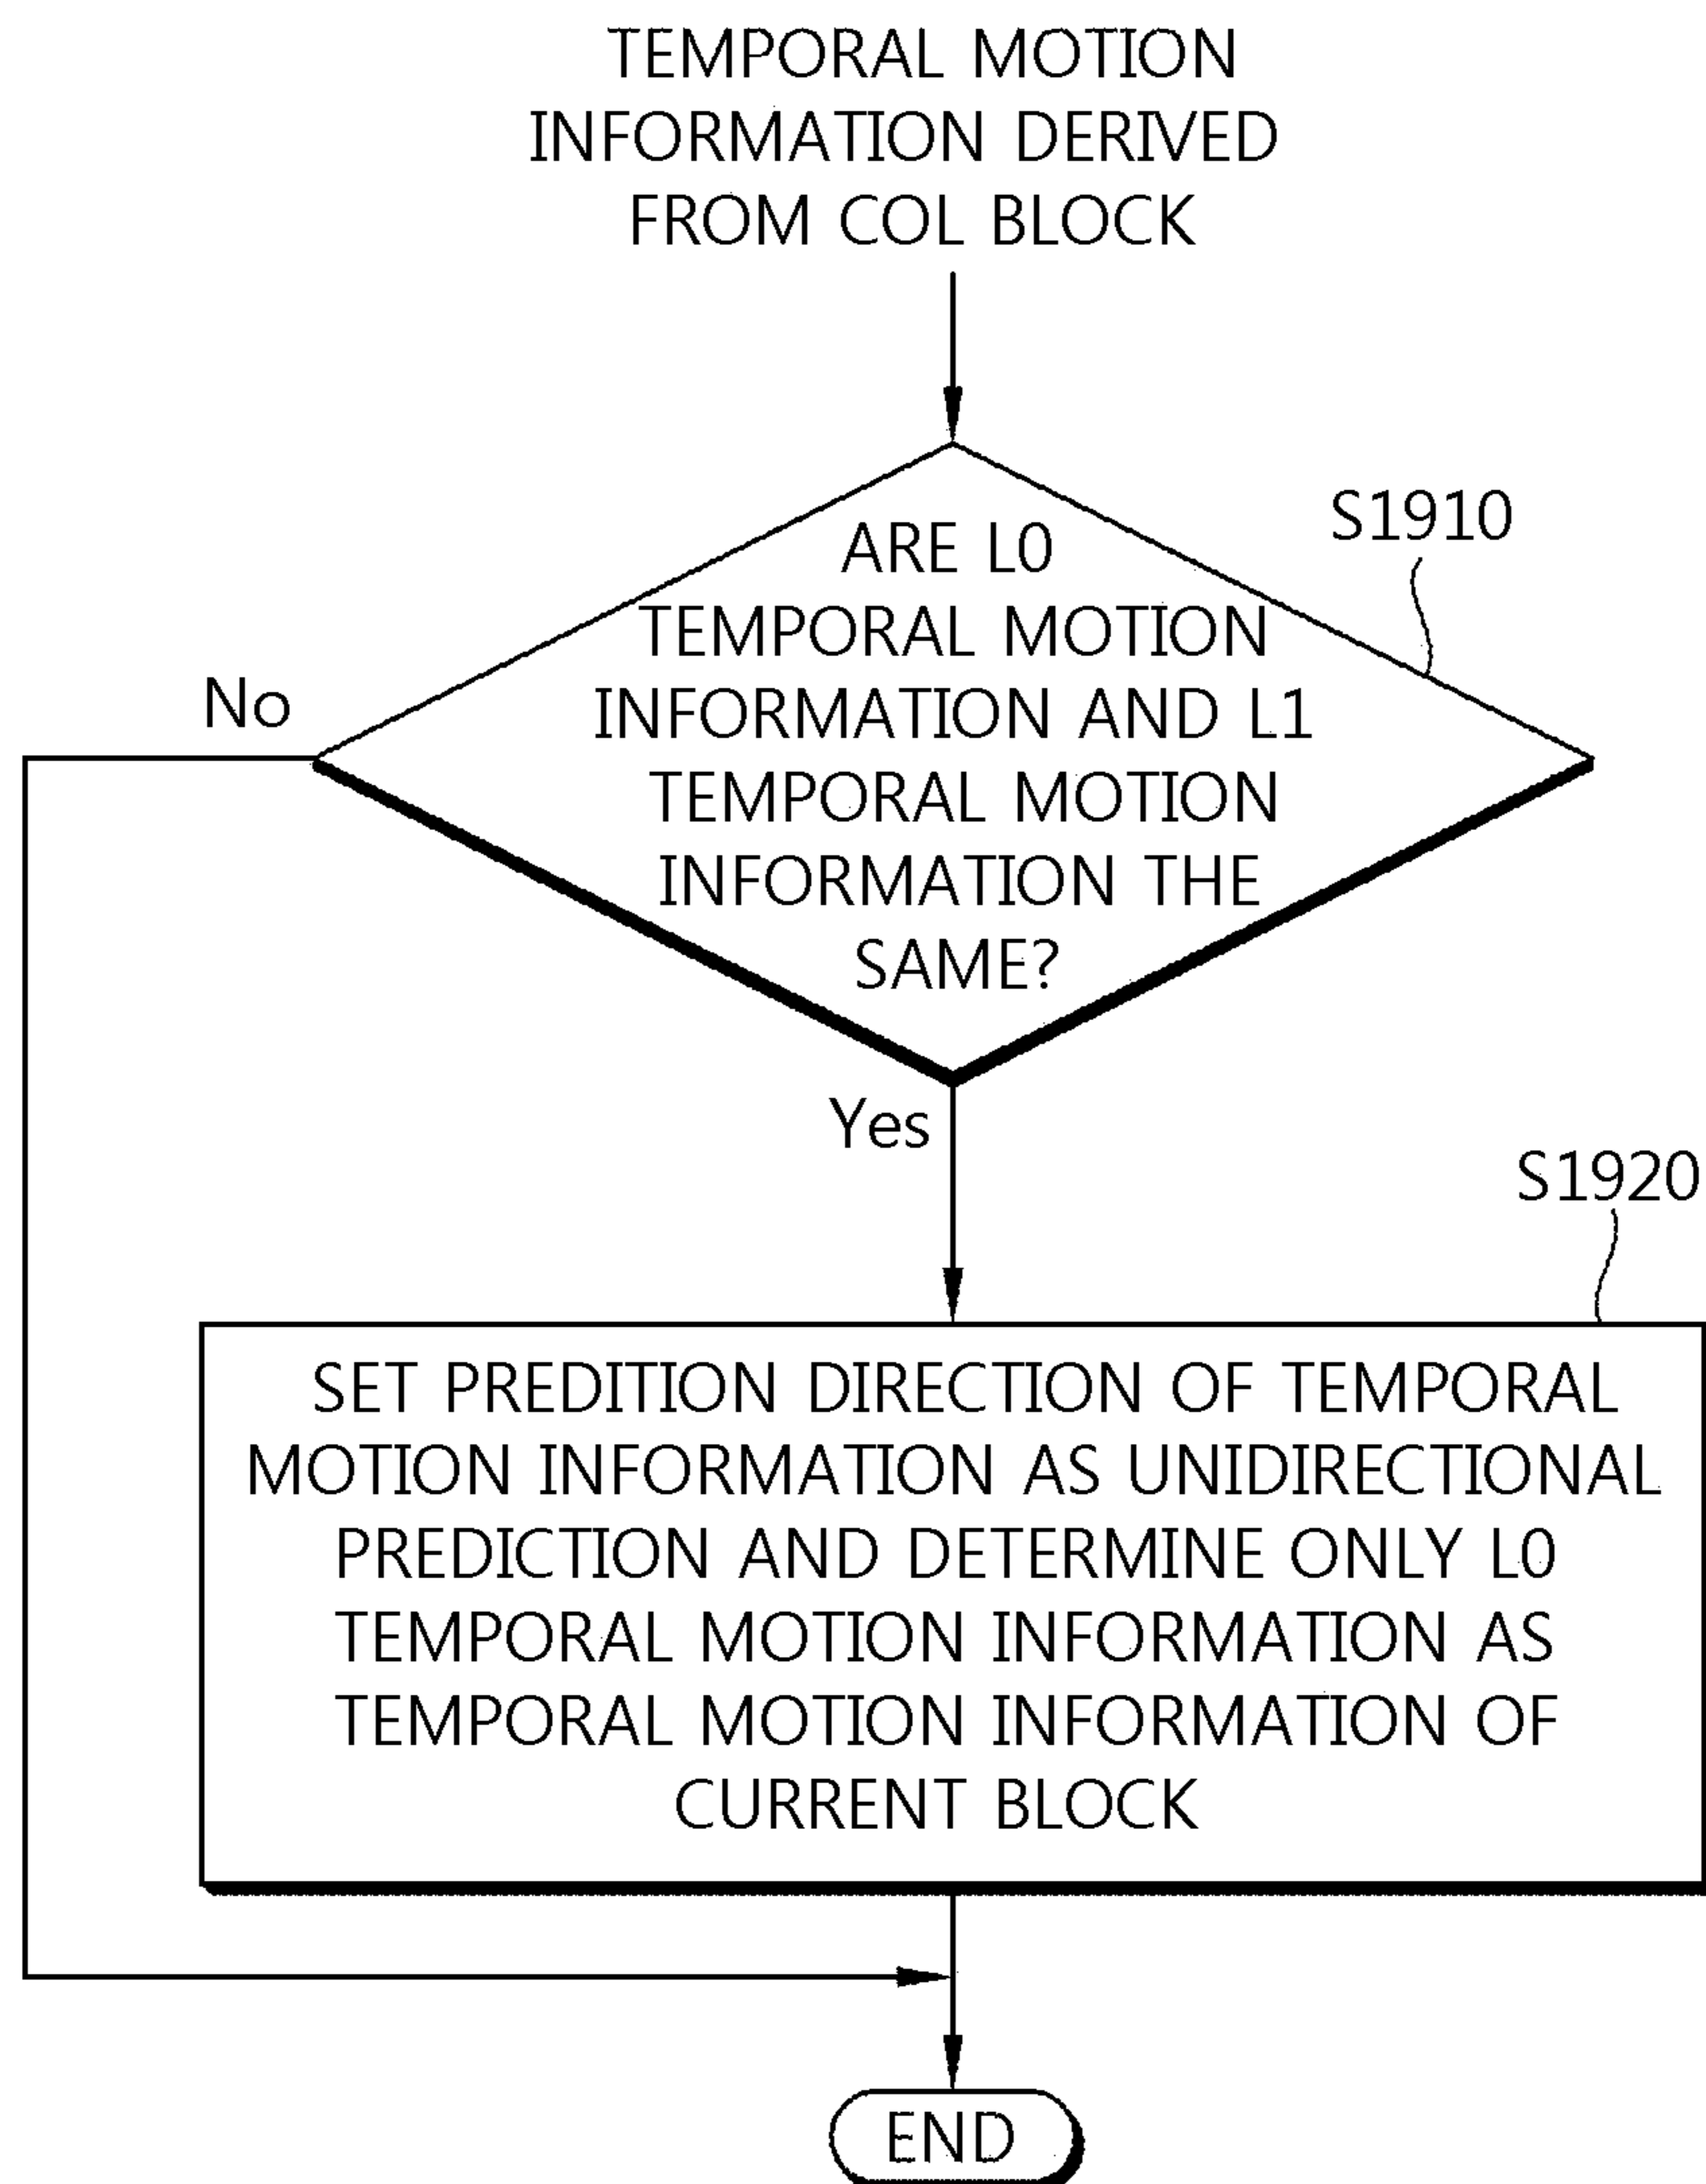 TEMPORAL MOTION
INFORMATION DERIVED
FROM COL BLOCK
S1910
ARE L0
TEMPORAL MOTION
INFORMATION AND L1
TEMPORAL MOTION
INFORMATION THE
SAME?
No
Yes
S1920
SET PREDITION DIRECTION OF TEMPORAL
MOTION INFORMATION AS UNIDIRECTIONAL
PREDICTION AND DETERMINE ONLY L0
TEMPORAL MOTION INFORMATION AS
TEMPORAL MOTION INFORMATION OF
CURRENT BLOCK
END